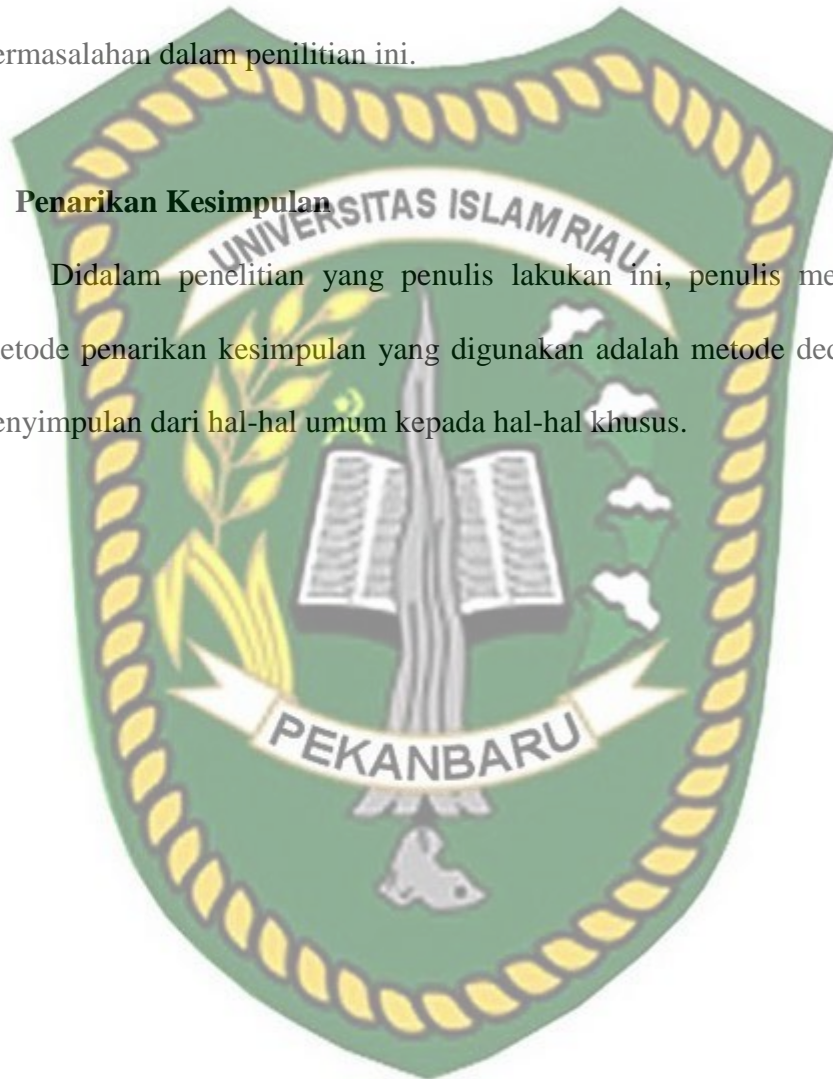 ermasalahan dalam penilitian ini.
Penarikan Kesimpulan
UNIVERSITAS ISLAM RIAU
Didalam penelitian yang penulis lakukan ini, penulis me
etode penarikan kesimpulan yang digunakan adalah metode ded
enyimpulan dari hal-hal umum kepada hal-hal khusus.
PEKANBARU